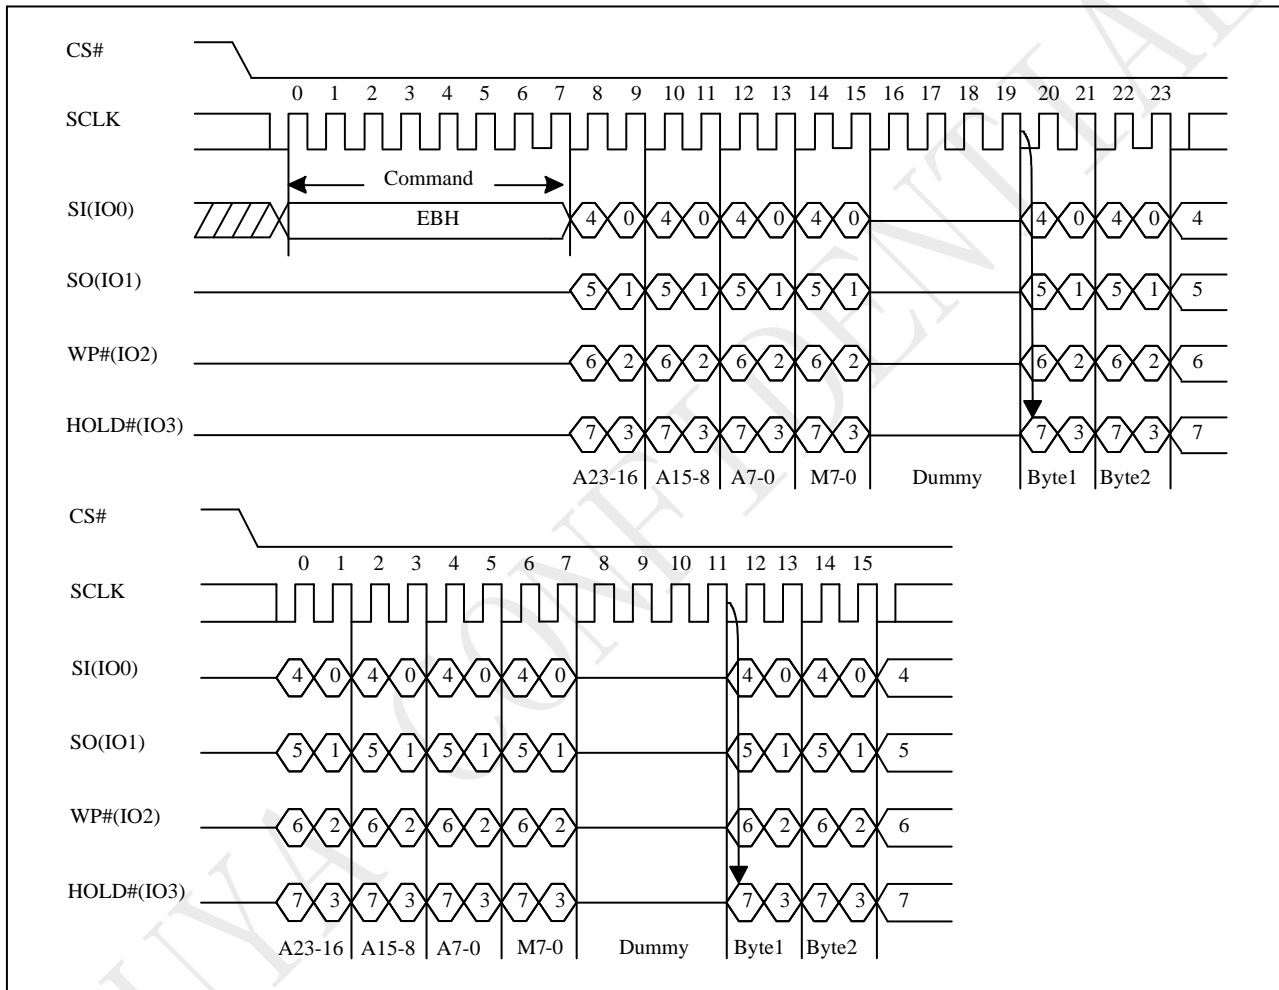 CS#
0 1 2 3 4 5 6 7 8 9 10 11 12 13 14 15 16 17 18 19 20 21 22 23
SCLK
Command
SI(IO0) EBH 4 0 4 0 4 0 4 0 4 0 4 0 4
SO(IO1) 5 1 5 1 5 1 5 1 5 1 5 1 5
WP#(IO2) 6 2 6 2 6 2 6 2 6 2 6 2 6
HOLD#(IO3) 7 3 7 3 7 3 7 3 7 3 7 3 7
A23-16 A15-8 A7-0 M7-0 Dummy Byte1 Byte2
CS#
0 1 2 3 4 5 6 7 8 9 10 11 12 13 14 15
SCLK
SI(IO0) 4 0 4 0 4 0 4 0 4 0 4 0 4
SO(IO1) 5 1 5 1 5 1 5 1 5 1 5 1 5
WP#(IO2) 6 2 6 2 6 2 6 2 6 2 6 2 6
HOLD#(IO3) 7 3 7 3 7 3 7 3 7 3 7 3 7
A23-16 A15-8 A7-0 M7-0 Dummy Byte1 Byte2
UYA CONFIDENTIAL